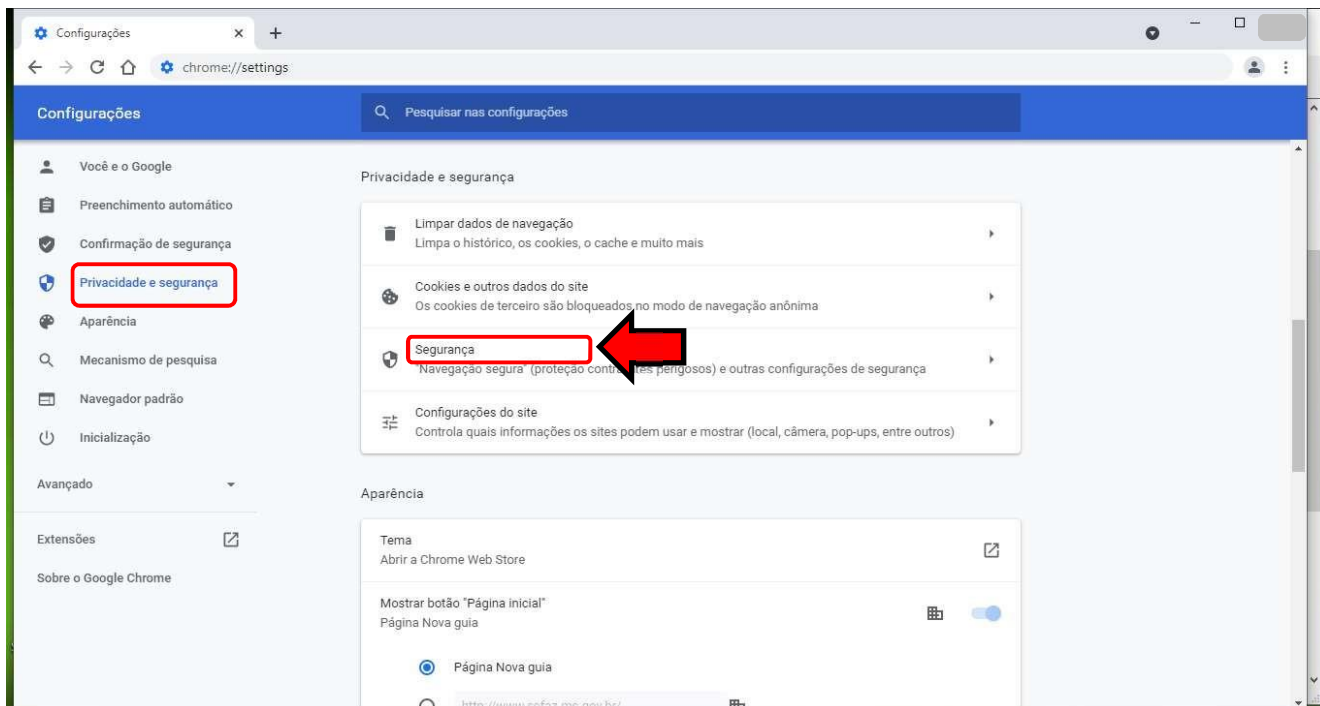 Configurações
chrome://settings
Configurações
Pesquisar nas configurações
Você e o Google
Preenchimento automático
Confirmação de segurança
Privacidade e segurança
Aparência
Mecanismo de pesquisa
Navegador padrão
Inicialização
Avançado
Extensões
Sobre o Google Chrome
Privacidade e segurança
Limpar dados de navegação
Limpa o histórico, os cookies, o cache e muito mais
Cookies e outros dados do site
Os cookies de terceiro são bloqueados no modo de navegação anônima
Segurança
"Navegação segura" (proteção perigosos) e outras configurações de segurança
Configurações do site
Controla quais informações os sites podem usar e mostrar (local, câmera, pop-ups, entre outros)
Aparência
Tema
Abrir a Chrome Web Store
Mostrar botão "Página inicial"
Página Nova guia
Página Nova guia